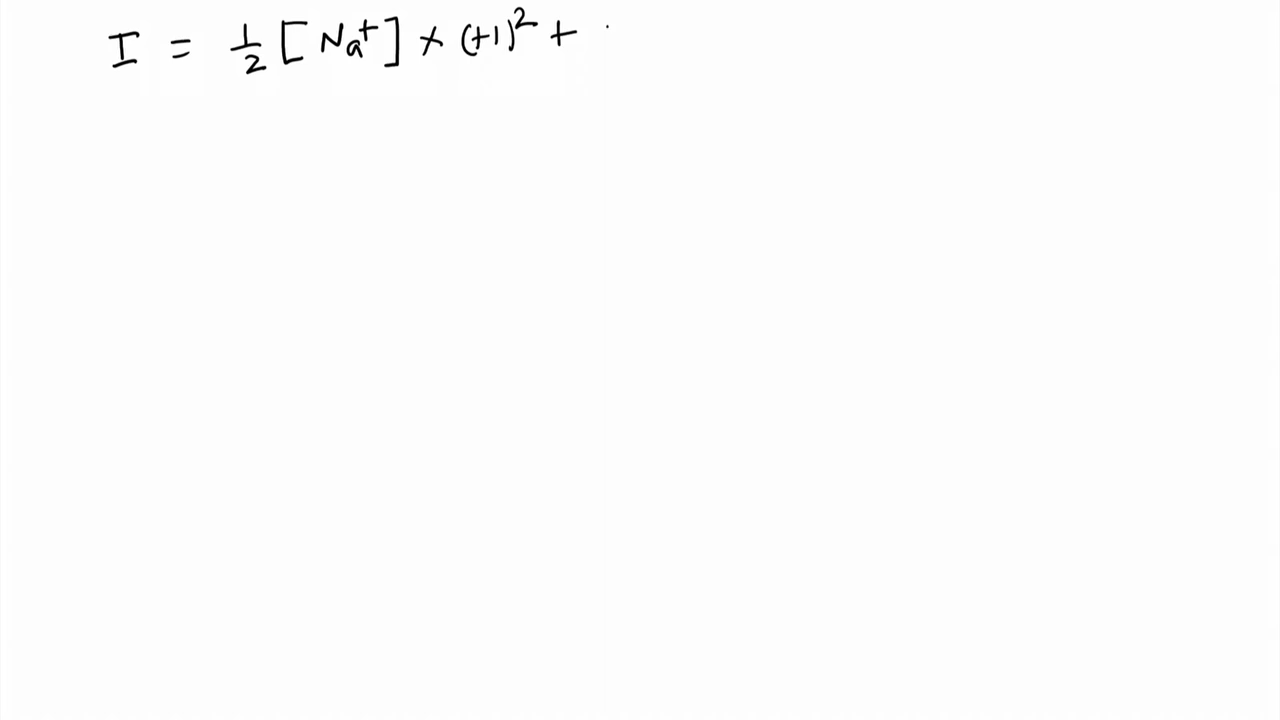 I = 1/2 [Na⁺] × (+1)² +